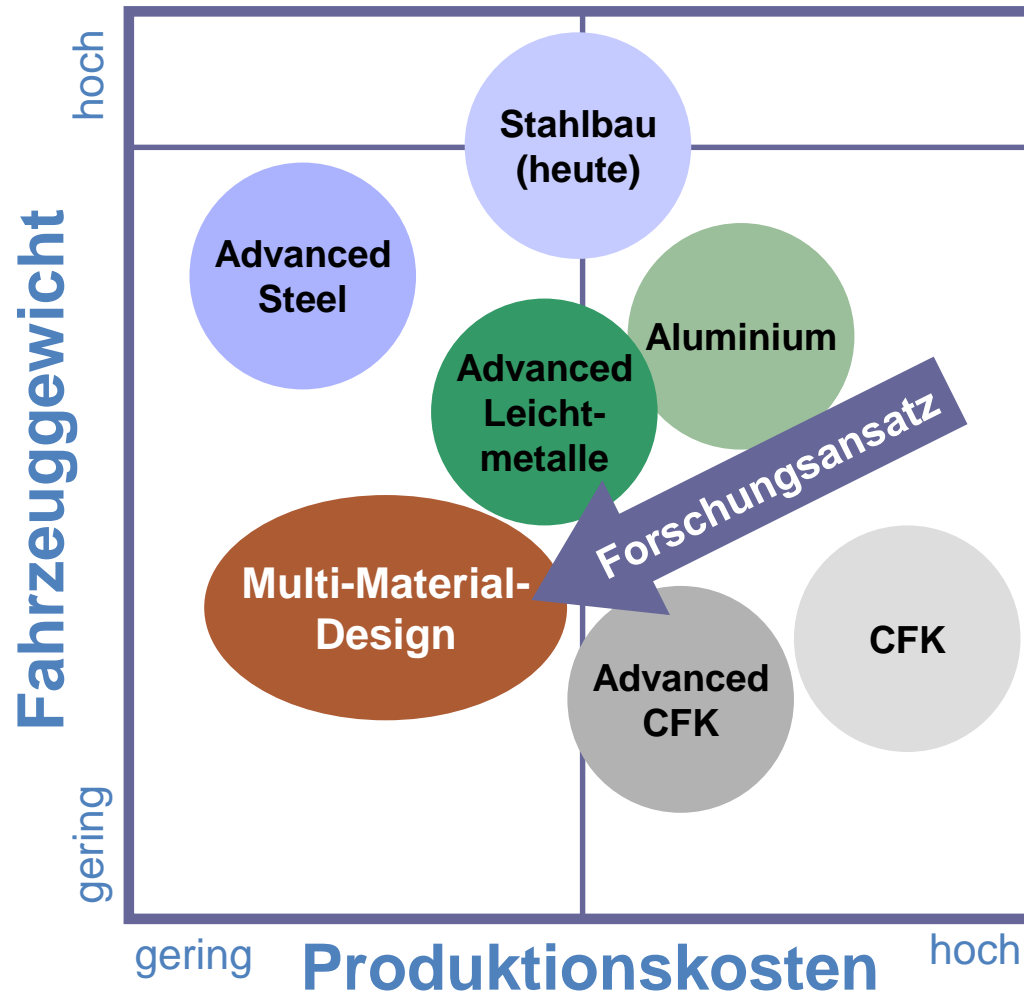 hoch
Fahrzeuggewicht
gering
Stahlbau
(heute)
Advanced
Steel
Aluminium
Advanced
Leicht-
metalle
Forschungsansatz
Multi-Material-
Design
CFK
Advanced
CFK
gering
Produktionskosten
hoch